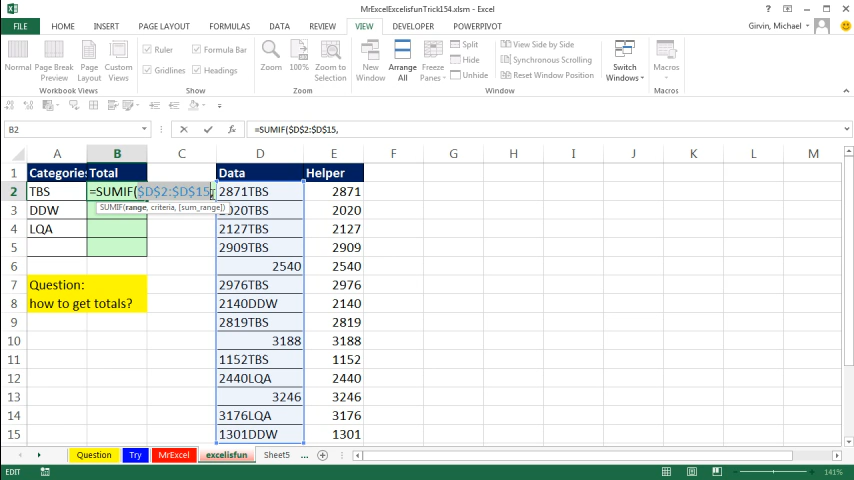 MrExcelExcelisfunTrick154.xlsm - Excel
FILE HOME INSERT PAGE LAYOUT FORMULAS DATA REVIEW VIEW DEVELOPER POWERPIVOT Girvin, Michael
Normal Page Break Preview Page Layout Custom Views
Workbook Views
Ruler Formula Bar
Gridlines Headings
Show
Zoom 100% Zoom to Selection
Zoom
New Window Arrange All Freeze Panes
Split
Hide
Unhide
View Side by Side
Synchronous Scrolling
Reset Window Position
Window
Switch Windows
Macros
Macros
B2 fx =SUMIF($D$2:$D$15,
A B C D E F G H I J K L M
1 Categories Total Data Helper
2 TBS =SUMIF($D$2:$D$15, 2871TBS 2871
SUMIF(range, criteria, [sum_range])
3 DDW 2020TBS 2020
4 LQA 2127TBS 2127
5 2909TBS 2909
6 2540 2540
7 Question: 2976TBS 2976
8 how to get totals? 2140DDW 2140
9 2819TBS 2819
10 3188 3188
11 1152TBS 1152
12 2440LQA 2440
13 3246 3246
14 3176LQA 3176
15 1301DDW 1301
Question Try MrExcel excelisfun Sheet5 ...
EDIT 141%